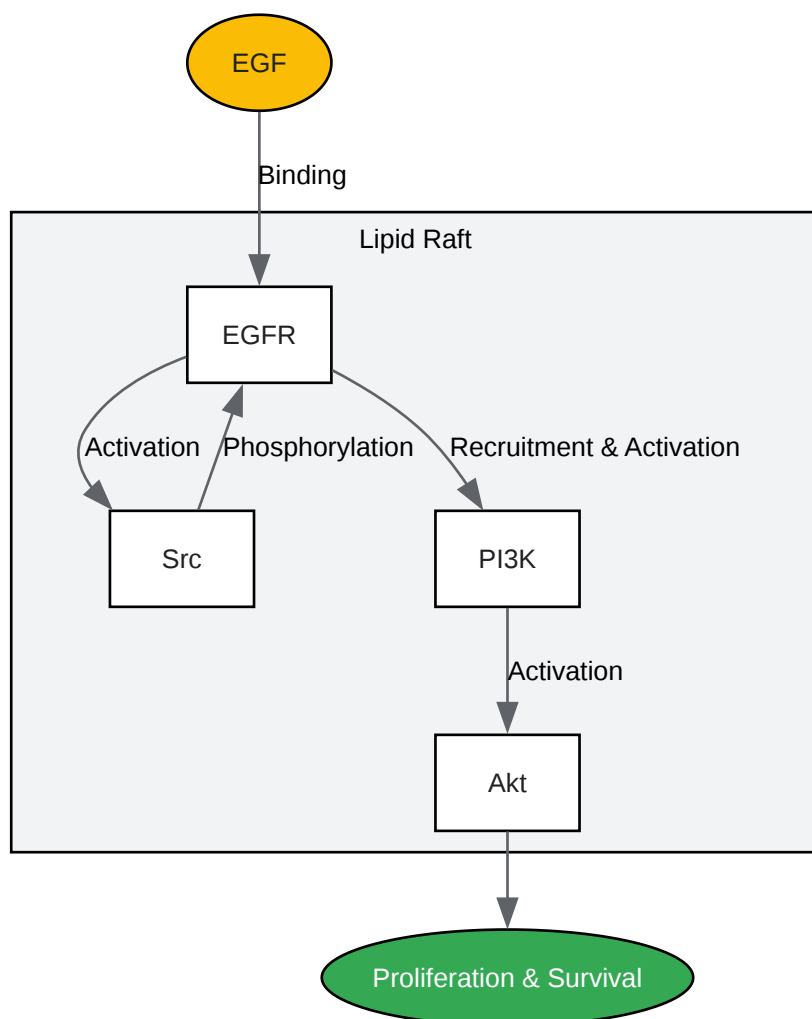 EGF
Binding
Lipid Raft
EGFR
Activation
Phosphorylation
Recruitment & Activation
Src
PI3K
Activation
Akt
Proliferation & Survival